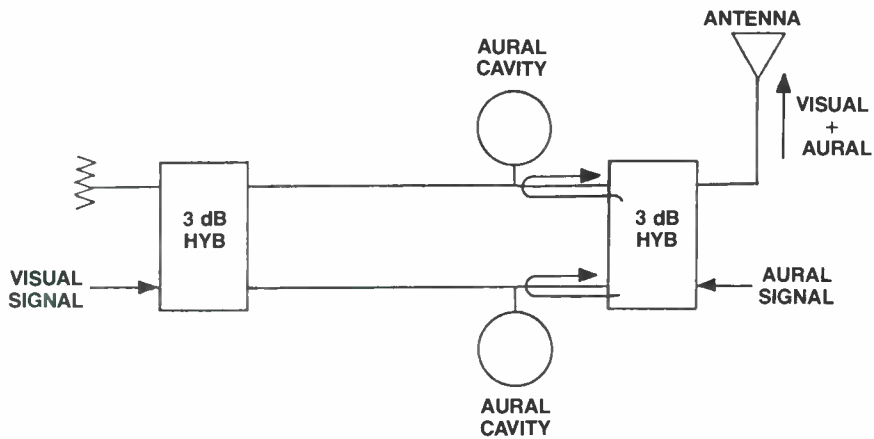 ANTENNA
AURAL
CAVITY
VISUAL
+
AURAL
3 dB
HYB
3 dB
HYB
VISUAL
SIGNAL
AURAL
SIGNAL
AURAL
CAVITY